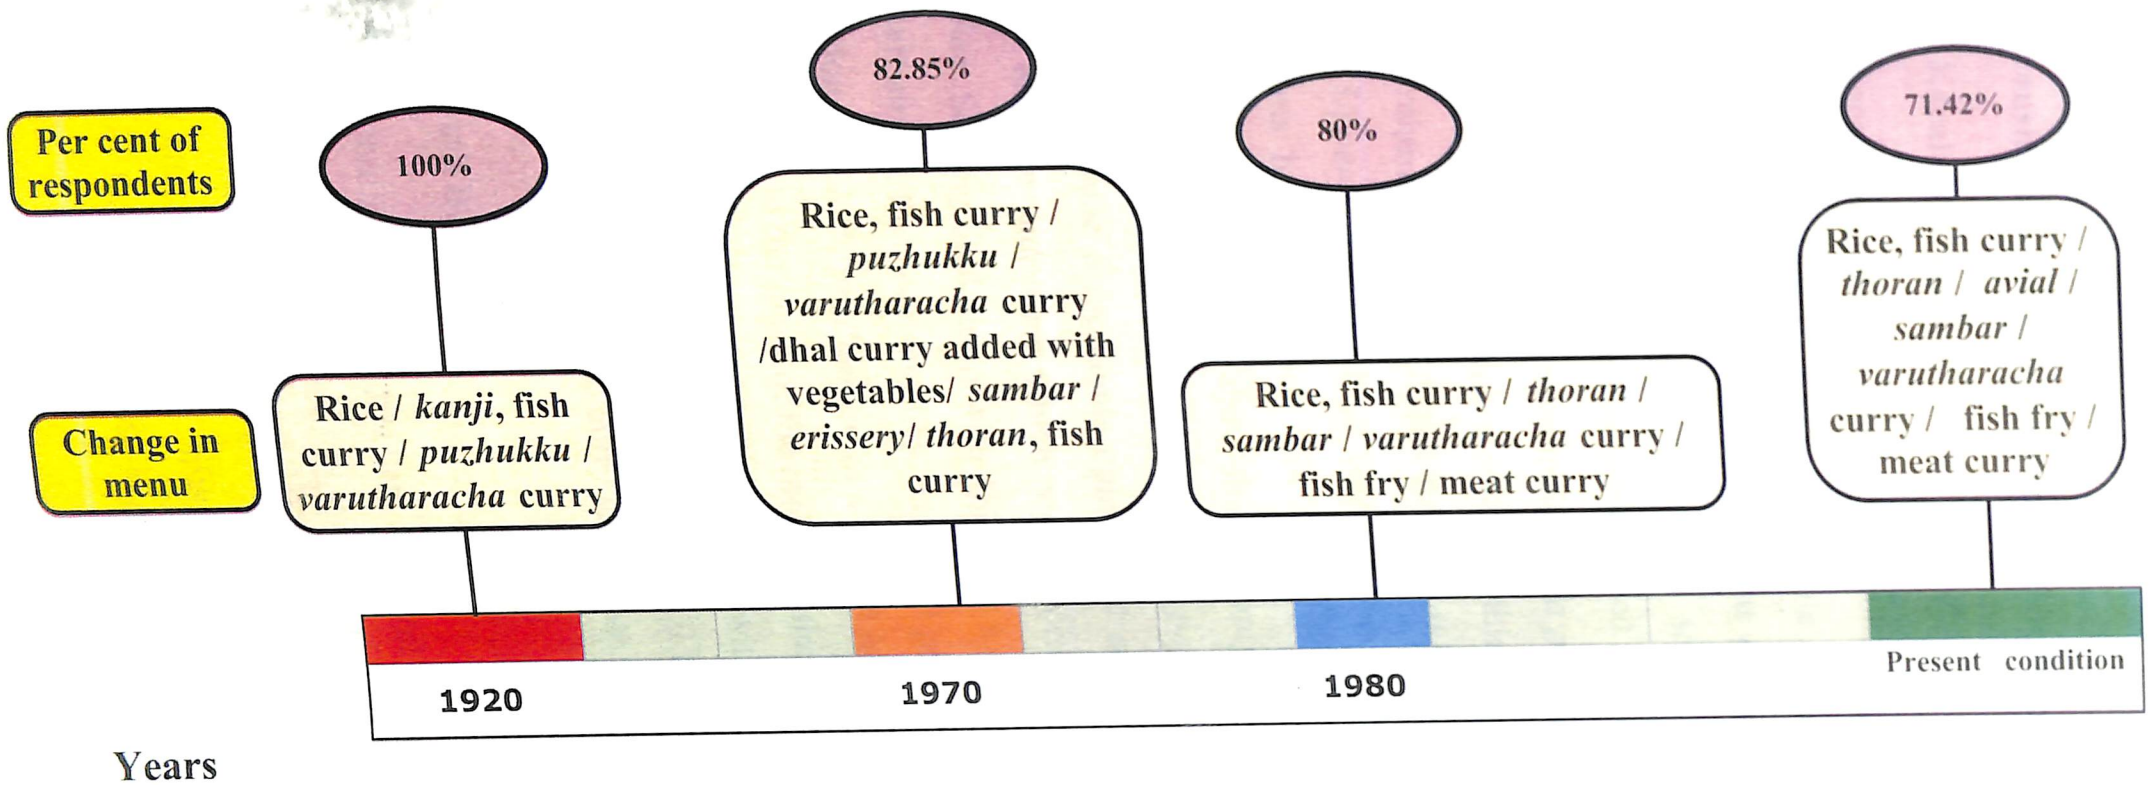 Per cent of
respondents
100%
82.85%
80%
71.42%
Change in
menu
Rice / kanji, fish
curry / puzhukku /
varutharacha curry
Rice, fish curry /
puzhukku /
varutharacha curry
/dhal curry added with
vegetables/ sambar /
erissery/ thoran, fish
curry
Rice, fish curry / thoran /
sambar / varutharacha curry /
fish fry / meat curry
Rice, fish curry /
thoran / avial /
sambar /
varutharacha
curry / fish fry /
meat curry
1920
1970
1980
Present condition
Years